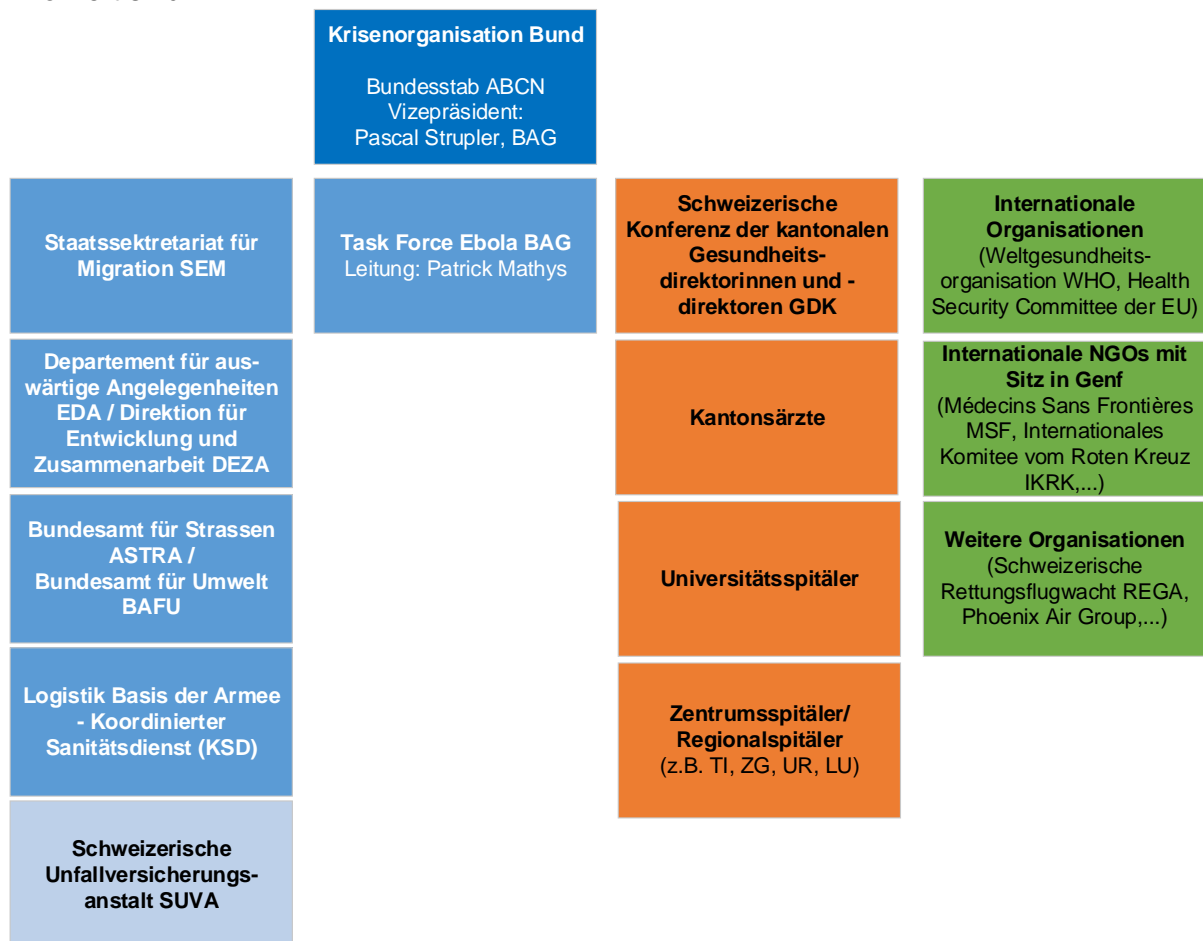 Krisenorganisation Bund
Bundesstab ABCN
Vizepräsident:
Pascal Strupler, BAG
Staatssekretariat für
Migration SEM
Task Force Ebola BAG
Leitung: Patrick Mathys
Schweizerische
Konferenz der kantonalen
Gesundheits-
direktorinnen und -
direktoren GDK
Internationale
Organisationen
(Weltgesundheits-
organisation WHO, Health
Security Committee der EU)
Departement für aus-
wärtige Angelegenheiten
EDA / Direktion für
Entwicklung und
Zusammenarbeit DEZA
Kantonsärzte
Internationale NGOs mit
Sitz in Genf
(Médecins Sans Frontières
MSF, Internationales
Komitee vom Roten Kreuz
IKRK,...)
Bundesamt für Strassen
ASTRA /
Bundesamt für Umwelt
BAFU
Universitätsspitäler
Weitere Organisationen
(Schweizerische
Rettungsflugwacht REGA,
Phoenix Air Group,...)
Logistik Basis der Armee
- Koordinierter
Sanitätsdienst (KSD)
Zentrumsspitäler/
Regionalspitäler
(z.B. TI, ZG, UR, LU)
Schweizerische
Unfallversicherungs-
anstalt SUVA